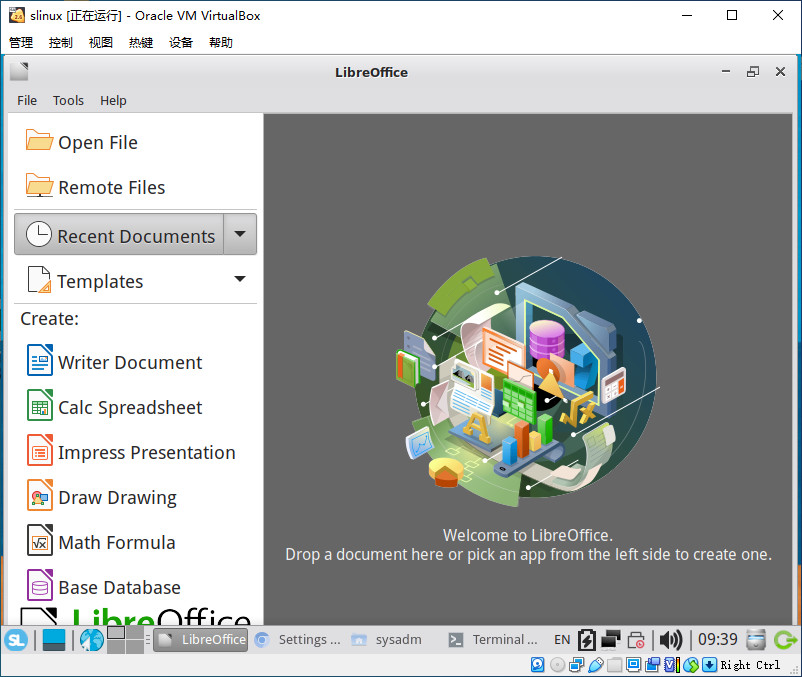 slinux [正在运行] - Oracle VM VirtualBox
管理 控制 视图 热键 设备 帮助
LibreOffice
File Tools Help
Open File
Remote Files
Recent Documents
Templates
Create:
Writer Document
Calc Spreadsheet
Impress Presentation
Draw Drawing
Math Formula
Base Database
LibreOffice
Welcome to LibreOffice.
Drop a document here or pick an app from the left side to create one.
SL LibreOffice Settings ... sysadm Terminal ... EN 09:39
Right Ctrl